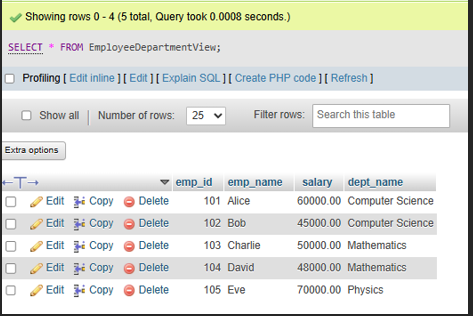 Showing rows 0 - 4 (5 total, Query took 0.0008 seconds.)
SELECT * FROM EmployeeDepartmentView;
Profiling [ Edit inline ] [ Edit ] [ Explain SQL ] [ Create PHP code ] [ Refresh ]
Show all | Number of rows: 25 Filter rows: Search this table
Extra options
emp_id emp_name salary dept_name
Edit Copy Delete 101 Alice 60000.00 Computer Science
Edit Copy Delete 102 Bob 45000.00 Computer Science
Edit Copy Delete 103 Charlie 50000.00 Mathematics
Edit Copy Delete 104 David 48000.00 Mathematics
Edit Copy Delete 105 Eve 70000.00 Physics